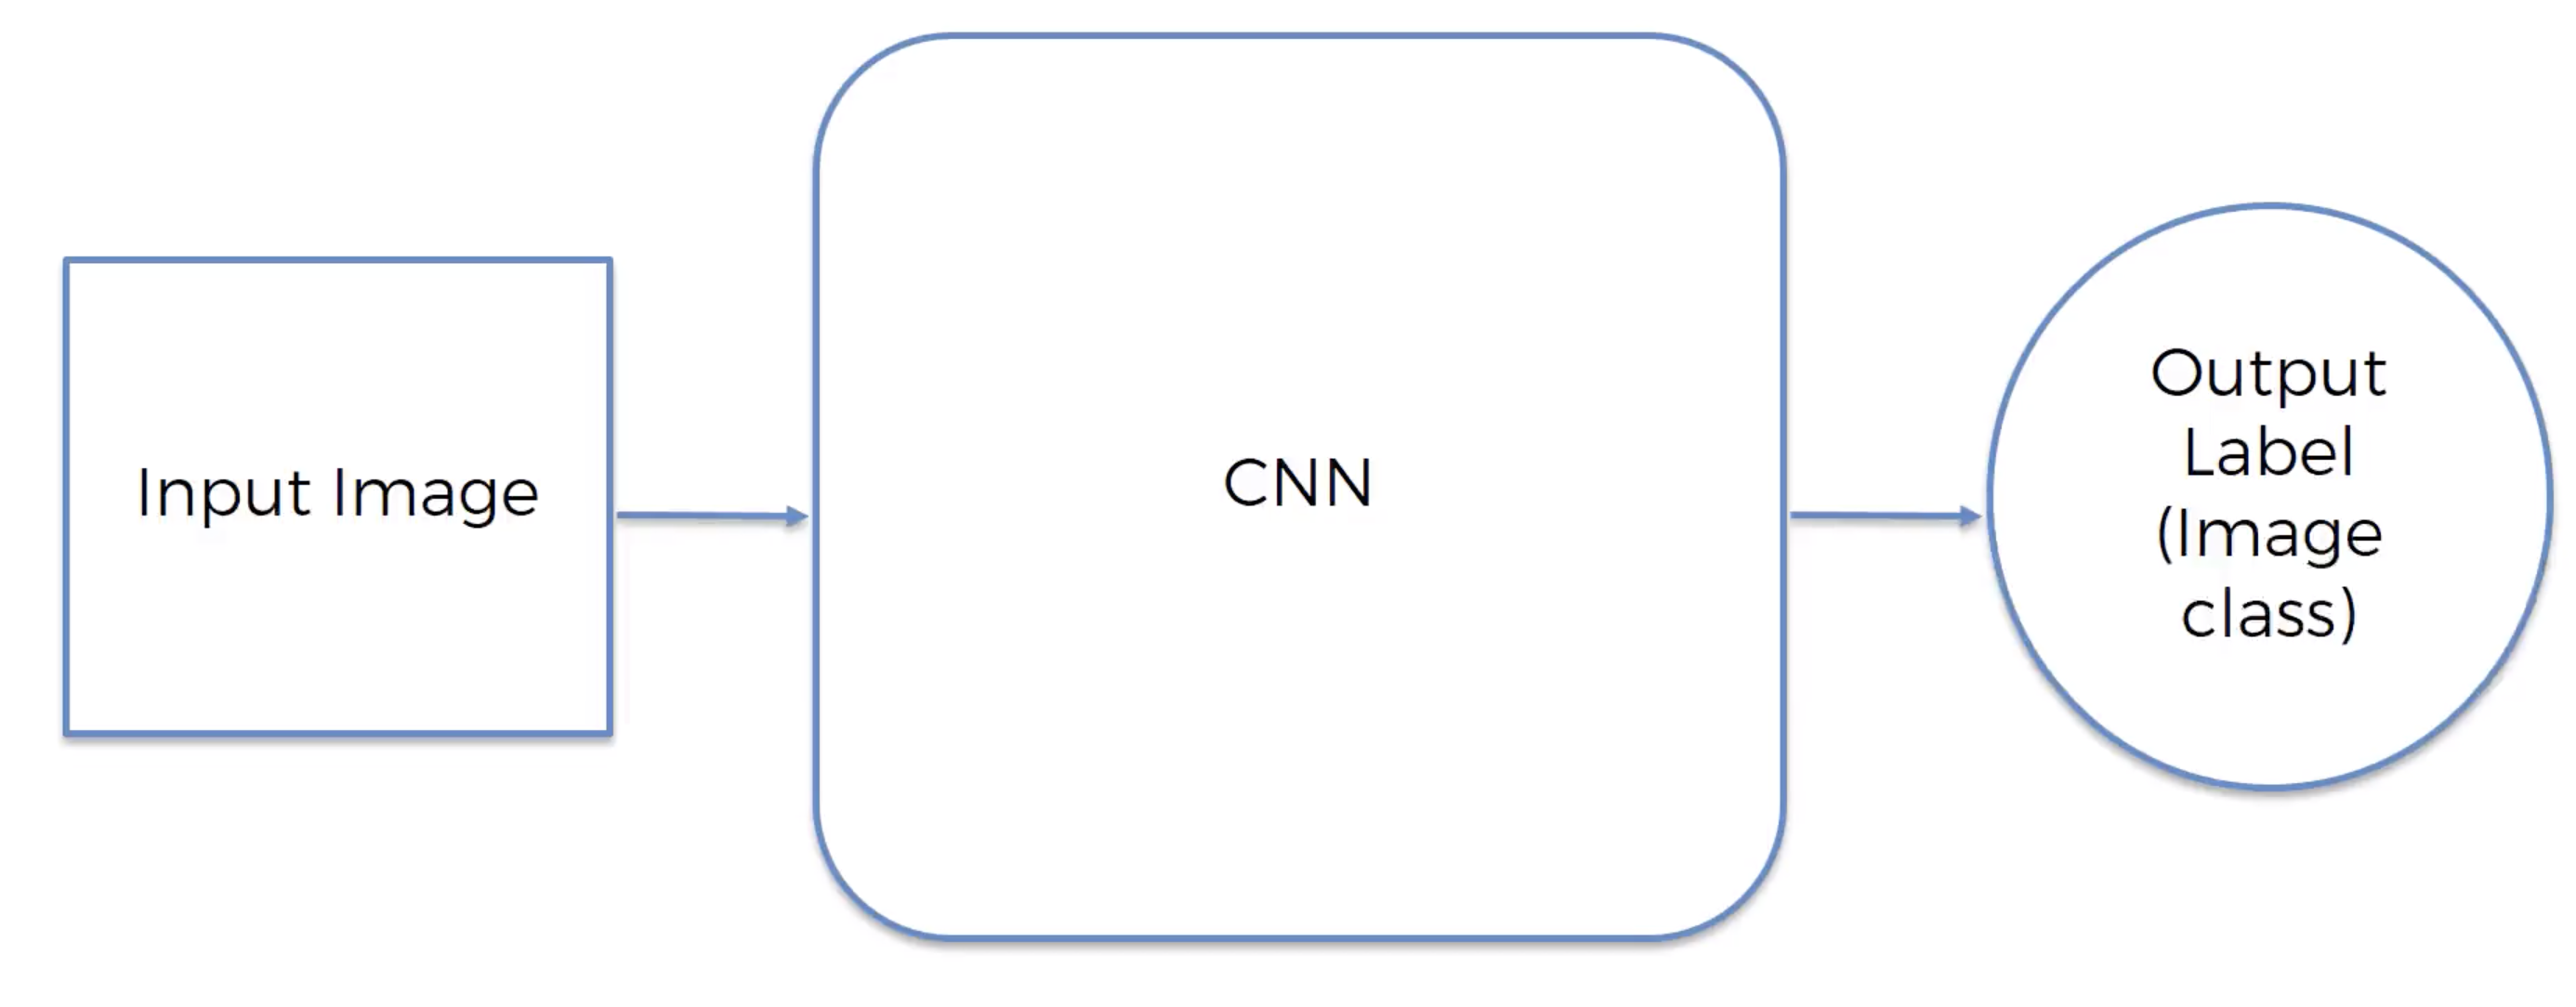 Input Image
CNN
Output
Label
(Image
class)